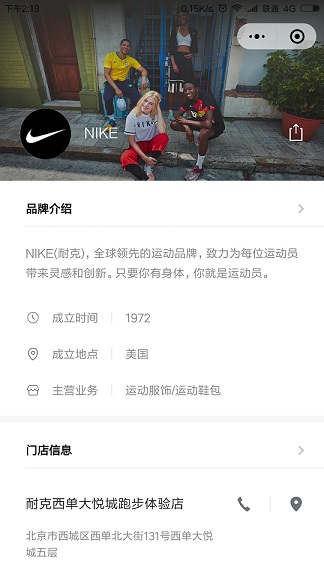 下午2:19
0.15K/s 联通 4G
NIKE
品牌介绍
NIKE(耐克)，全球领先的运动品牌，致力为每位运动员
带来灵感和创新。只要你有身体，你就是运动员。
成立时间 1972
成立地点 美国
主营业务 运动服饰/运动鞋包
门店信息
耐克西单大悦城跑步体验店
北京市西城区西单北大街131号西单大悦
城五层